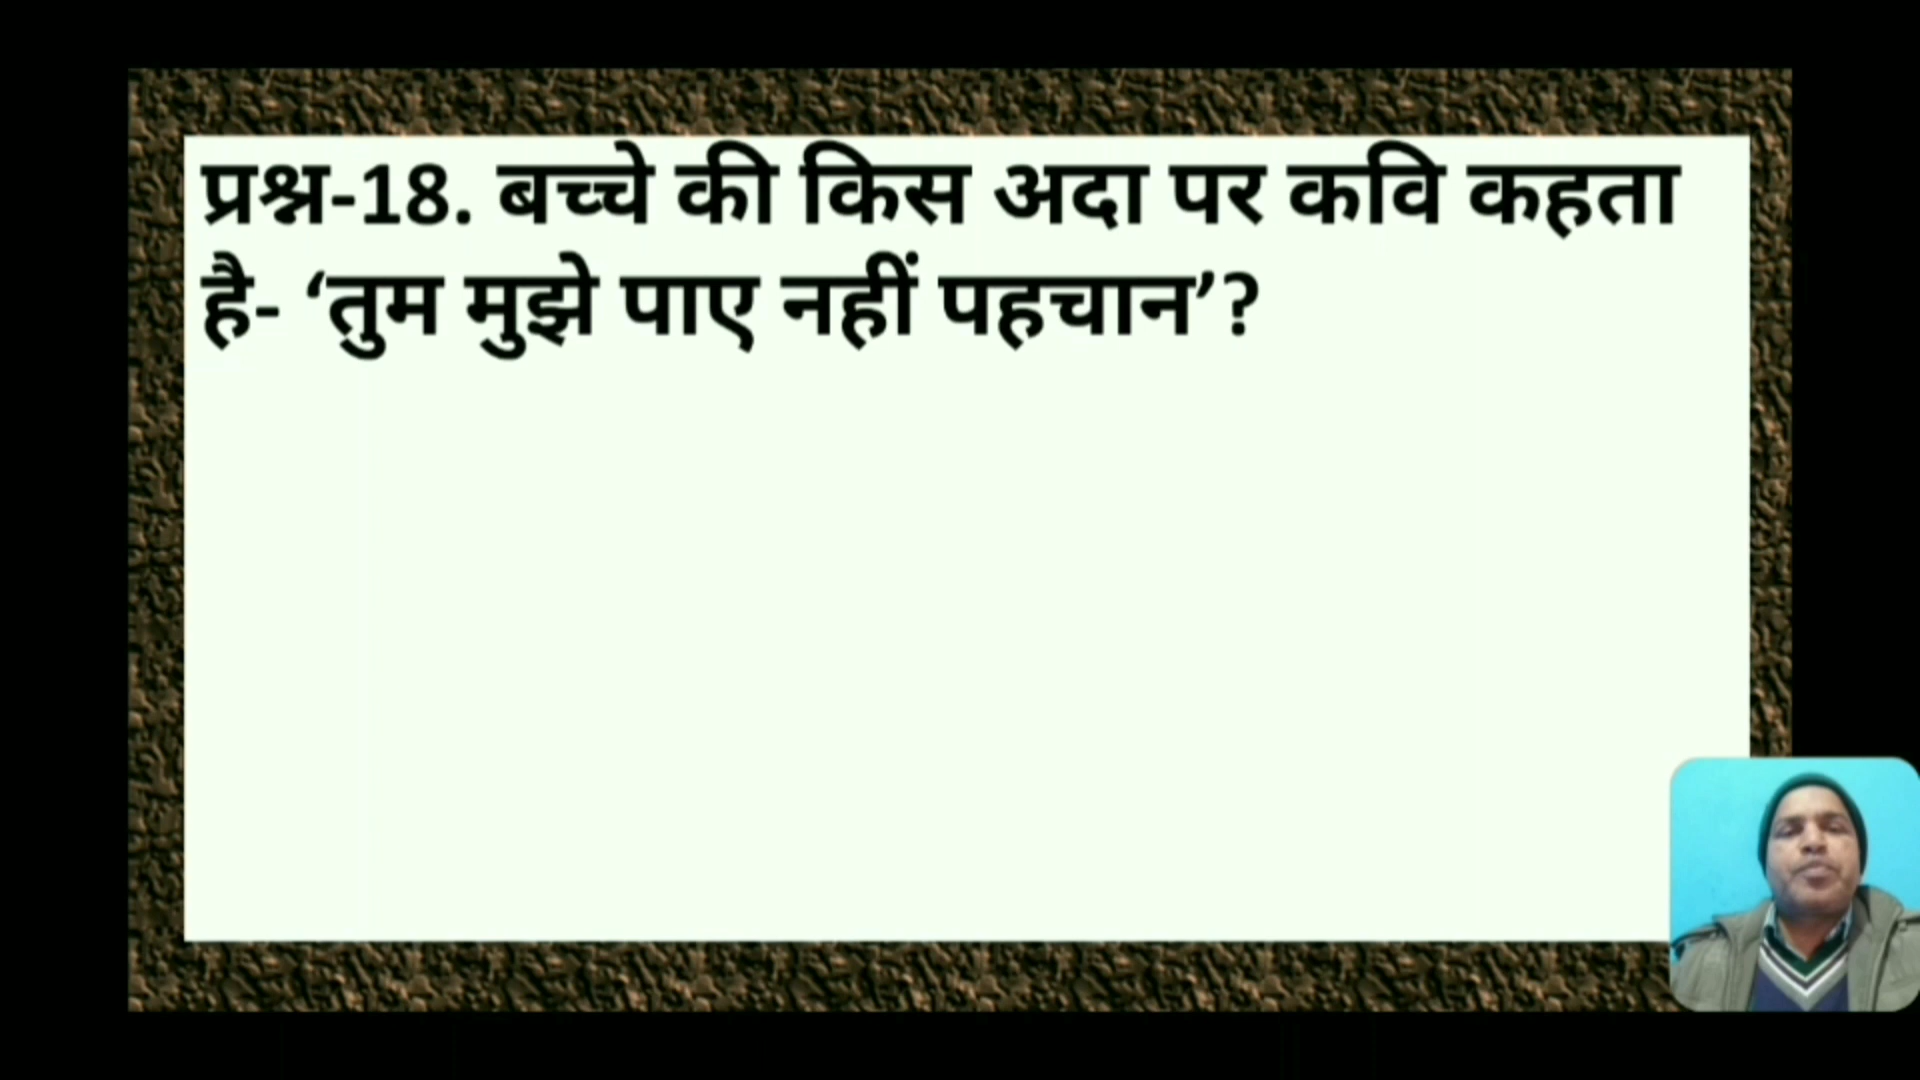 प्रश्न-18. बच्चे की किस अदा पर कवि कहता
है- ‘तुम मुझे पाए नहीं पहचान’?